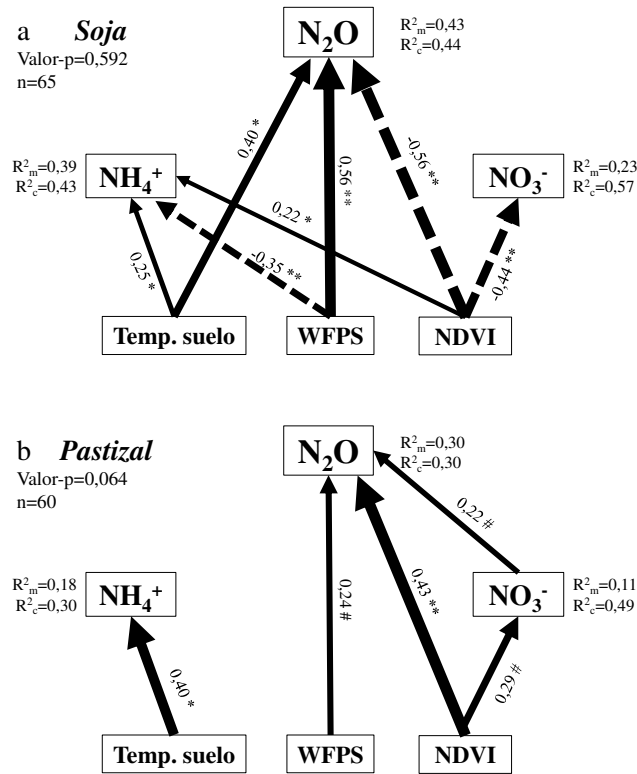 a Soja
Valor-p=0,592
n=65
N₂O
R²ₘ=0,43
R²c=0,44
R²ₘ=0,39
R²c=0,43
NH₄⁺
NO₃⁻
R²ₘ=0,23
R²c=0,57
0,40 *
0,56 **
-0,56 **
0,22 *
0,25 *
-0,35 **
-0,44 **
Temp. suelo
WFPS
NDVI
b Pastizal
Valor-p=0,064
n=60
N₂O
R²ₘ=0,30
R²c=0,30
R²ₘ=0,18
R²c=0,30
NH₄⁺
NO₃⁻
R²ₘ=0,11
R²c=0,49
0,22 #
0,24 #
0,43 **
0,29 #
0,40 *
Temp. suelo
WFPS
NDVI